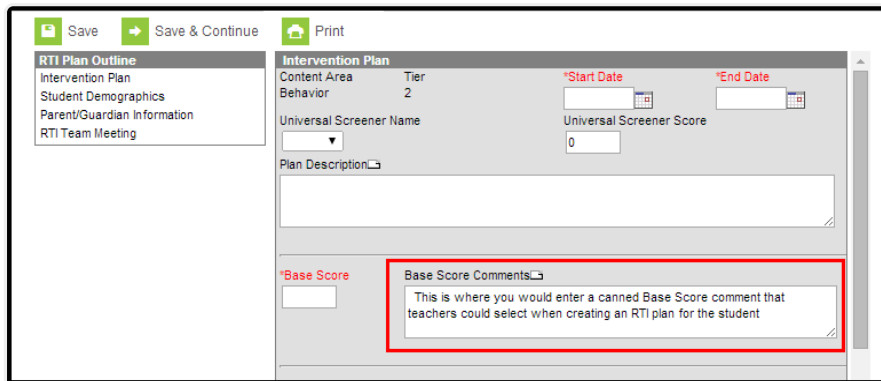 Save Save & Continue Print
RTI Plan Outline
Intervention Plan
Student Demographics
Parent/Guardian Information
RTI Team Meeting
Intervention Plan
Content Area Tier *Start Date *End Date
Behavior 2
Universal Screener Name Universal Screener Score
0
Plan Description
*Base Score Base Score Comments
This is where you would enter a canned Base Score comment that
teachers could select when creating an RTI plan for the student